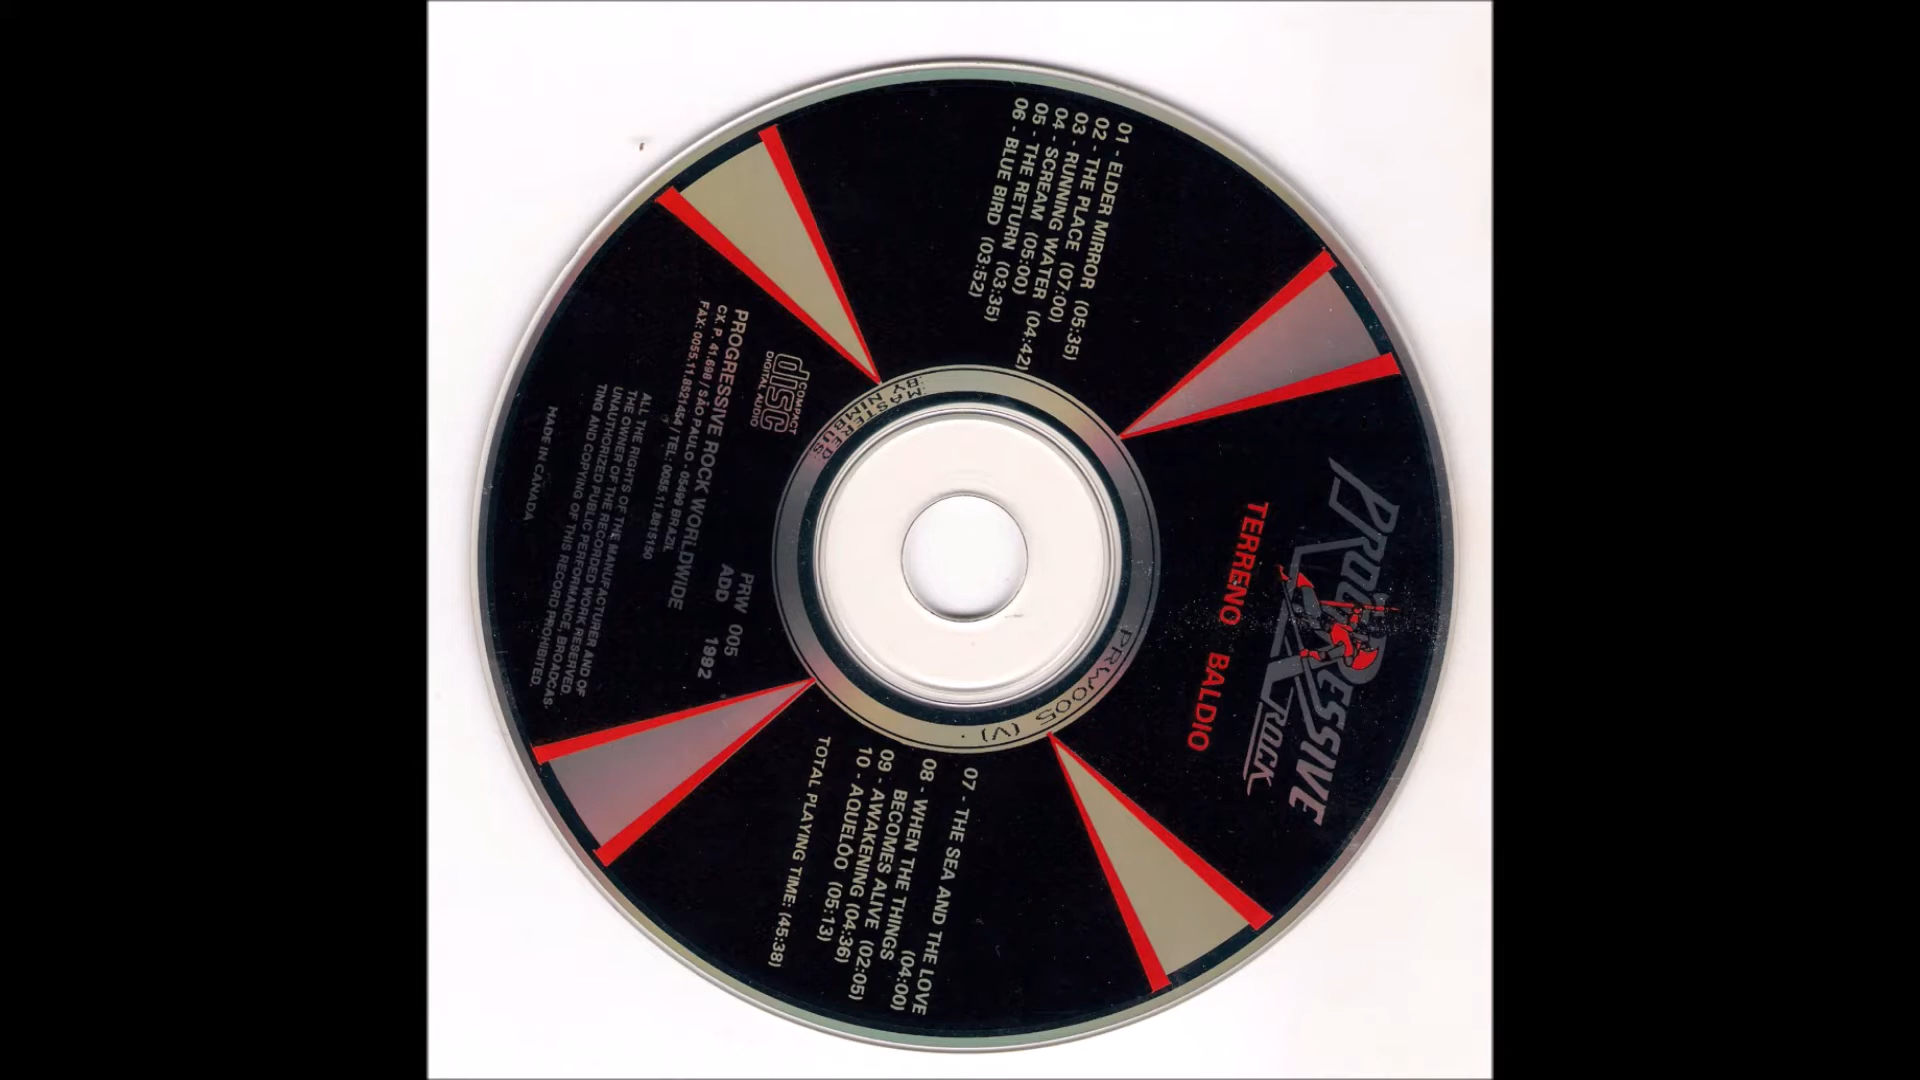 PROGRESSIVE
ROCK
TERRENO BALDIO
01 - ELDER MIRROR (05:35)
02 - THE PLACE (07:00)
03 - RUNNING WATER (04:42)
04 - SCREAM (05:00)
05 - THE RETURN (03:35)
06 - BLUE BIRD (03:52)
COMPACT
disc
DIGITAL AUDIO
PROGRESSIVE ROCK WORLDWIDE
CX. P. 41.698 / SÃO PAULO - 05499 BRAZIL
FAX: 0055.11.8521454 / TEL: 0055.11.8815150
PRW 005
ADD 1992
ALL THE RIGHTS OF THE MANUFACTURER AND OF
THE OWNER OF THE RECORDED WORK RESERVED.
UNAUTHORIZED PUBLIC PERFORMANCE, BROADCAS-
TING AND COPYING OF THIS RECORD PROHIBITED.
MADE IN CANADA
07 - THE SEA AND THE LOVE
(04:00)
08 - WHEN THE THINGS
BECOMES ALIVE (02:05)
09 - AWAKENING (04:36)
10 - AQUELÔO (05:13)
TOTAL PLAYING TIME: (45:38)
MASTERED
BY NIMBUS
PRW005 (V)